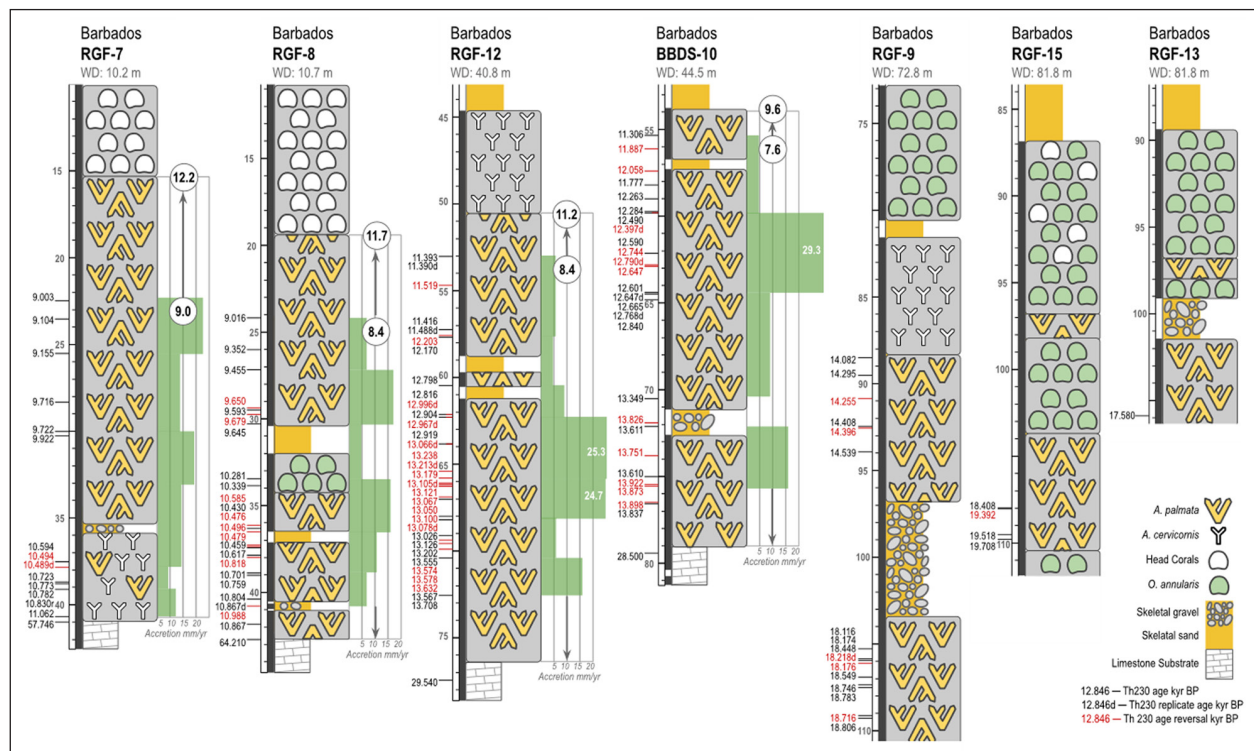 Barbados
RGF-7
WD: 10.2 m
15
20
25
35
40
9.003
9.104
9.155
9.716
9.722
9.922
10.594
10.494
10.489d
10.723
10.773
10.782
10.830r
11.062
57.746
12.2
9.0
5 10 15 20
Accretion mm/yr
Barbados
RGF-8
WD: 10.7 m
15
20
25
30
35
40
9.016
9.352
9.455
9.650
9.593
9.679
9.645
10.281
10.339
10.585
10.430
10.476
10.496
10.479
10.459
10.617
10.818
10.701
10.759
10.804
10.867d
10.988
10.867
64.210
11.7
8.4
5 10 15 20
Accretion mm/yr
Barbados
RGF-12
WD: 40.8 m
45
50
55
60
65
75
11.393
11.390d
11.519
11.416
11.488d
12.203
12.170
12.798
12.816
12.996d
12.904
12.967d
12.919
13.066d
13.238
13.213d
13.179
13.105d
13.121
13.067
13.050
13.100
13.078d
13.026
13.126
13.202
13.555
13.574
13.578
13.632
13.567
13.708
29.540
11.2
8.4
25.3
24.7
5 10 15 20
Accretion mm/yr
Barbados
BBDS-10
WD: 44.5 m
55
65
70
80
11.306
11.887
12.058
11.777
12.263
12.284
12.490
12.397d
12.590
12.744
12.790d
12.647
12.601
12.647d
12.665
12.768d
12.840
13.349
13.826
13.611
13.751
13.610
13.922
13.873
13.898
13.837
28.500
9.6
7.6
29.3
5 10 15 20
Accretion mm/yr
Barbados
RGF-9
WD: 72.8 m
75
80
85
90
95
100
110
14.082
14.295
14.255
14.408
14.396
14.539
18.116
18.174
18.448
18.218d
18.176
18.549
18.746
18.783
18.716
18.806
Barbados
RGF-15
WD: 81.8 m
85
90
95
100
110
18.408
19.392
19.518
19.708
Barbados
RGF-13
WD: 81.8 m
90
95
100
17.580
A. palmata
A. cervicornis
Head Corals
O. annularis
Skeletal gravel
Skelatal sand
Limestone Substrate
12.846 — Th230 age kyr BP
12.846d — Th230 replicate age kyr BP
12.846 — Th 230 age reversal kyr BP